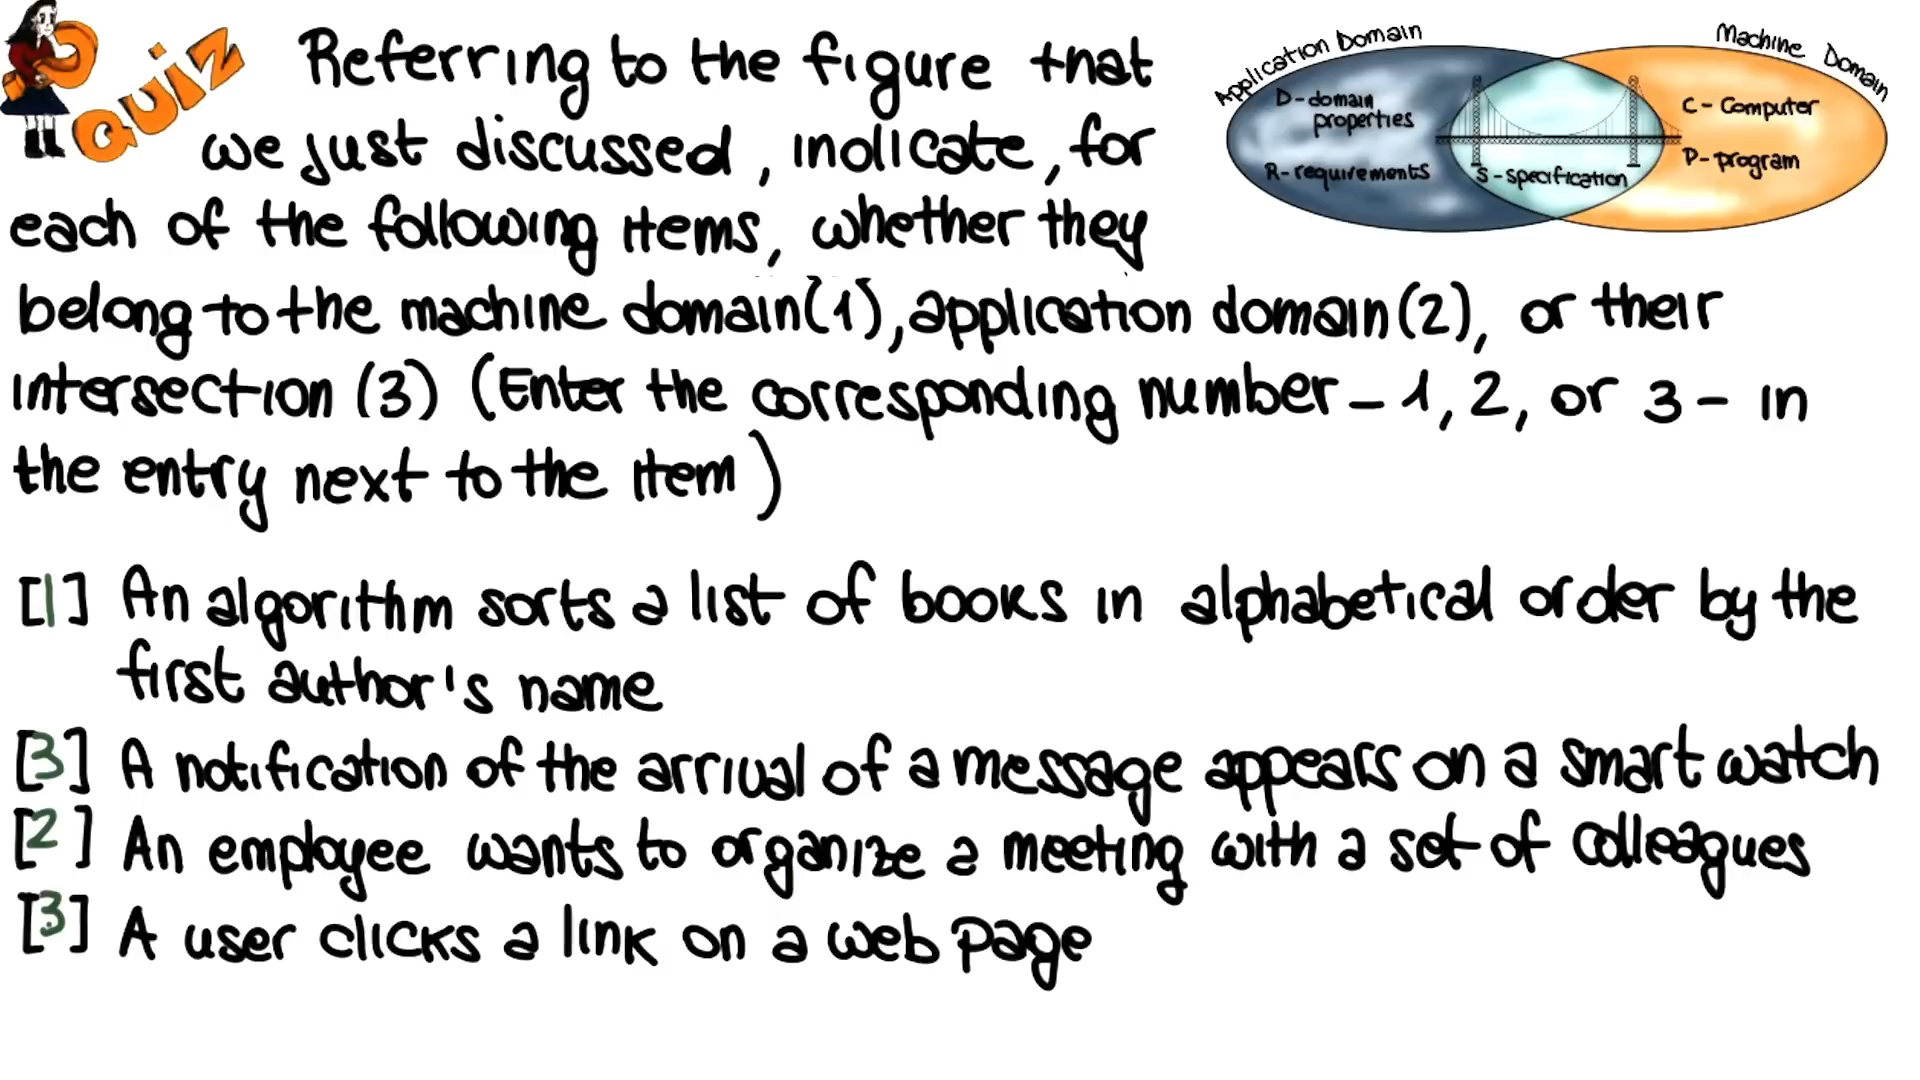 QUIZ
Referring to the figure that
we just discussed, indicate, for
each of the following items, whether they
belong to the machine domain(1), application domain(2), or their
intersection (3) (Enter the corresponding number - 1, 2, or 3 - in
the entry next to the item)
Application Domain
Machine Domain
D-domain
properties
R-requirements
S-specification
C-Computer
P-program
[1] An algorithm sorts a list of books in alphabetical order by the
first author's name
[3] A notification of the arrival of a message appears on a smart watch
[2] An employee wants to organize a meeting with a set of colleagues
[3] A user clicks a link on a web page